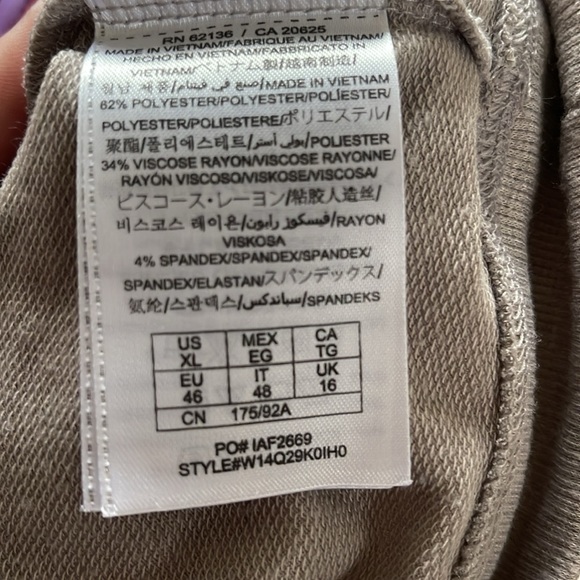 RN 62136 / CA 20625
MADE IN VIETNAM/FABRIQUE AU VIETNAM/
HECHO EN VIETNAM/FABBRICATO IN
VIETNAM/ベトナム製/越南制造/
월남 제품/صنع في فيتنام/MADE IN VIETNAM
62% POLYESTER/POLYESTER/POLIÉSTER/
POLYESTER/POLIESTERE/ポリエステル/
聚酯/폴리에스테르/بولي أستر/POLIESTER
34% VISCOSE RAYON/VISCOSE RAYONNE/
RAYÓN VISCOSO/VISKOSE/VISCOSA/
ビスコース・レーヨン/粘胶人造丝/
비스코스 레이온/فيسكوز رايون/RAYON
VISKOSA
4% SPANDEX/SPANDEX/SPANDEX/
SPANDEX/ELASTAN/スパンデックス/
氨纶/스판덱스/سباندكس/SPANDEKS
US MEX CA
XL EG TG
EU IT UK
46 48 16
CN 175/92A
PO# IAF2669
STYLE#W14Q29K0IH0